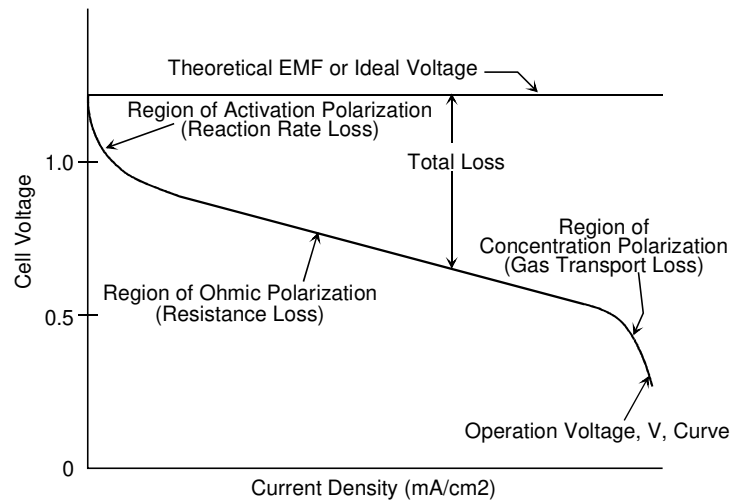 Theoretical EMF or Ideal Voltage
Region of Activation Polarization
(Reaction Rate Loss)
1.0
Total Loss
Cell Voltage
Region of
Concentration Polarization
(Gas Transport Loss)
Region of Ohmic Polarization
(Resistance Loss)
0.5
Operation Voltage, V, Curve
0
Current Density (mA/cm2)